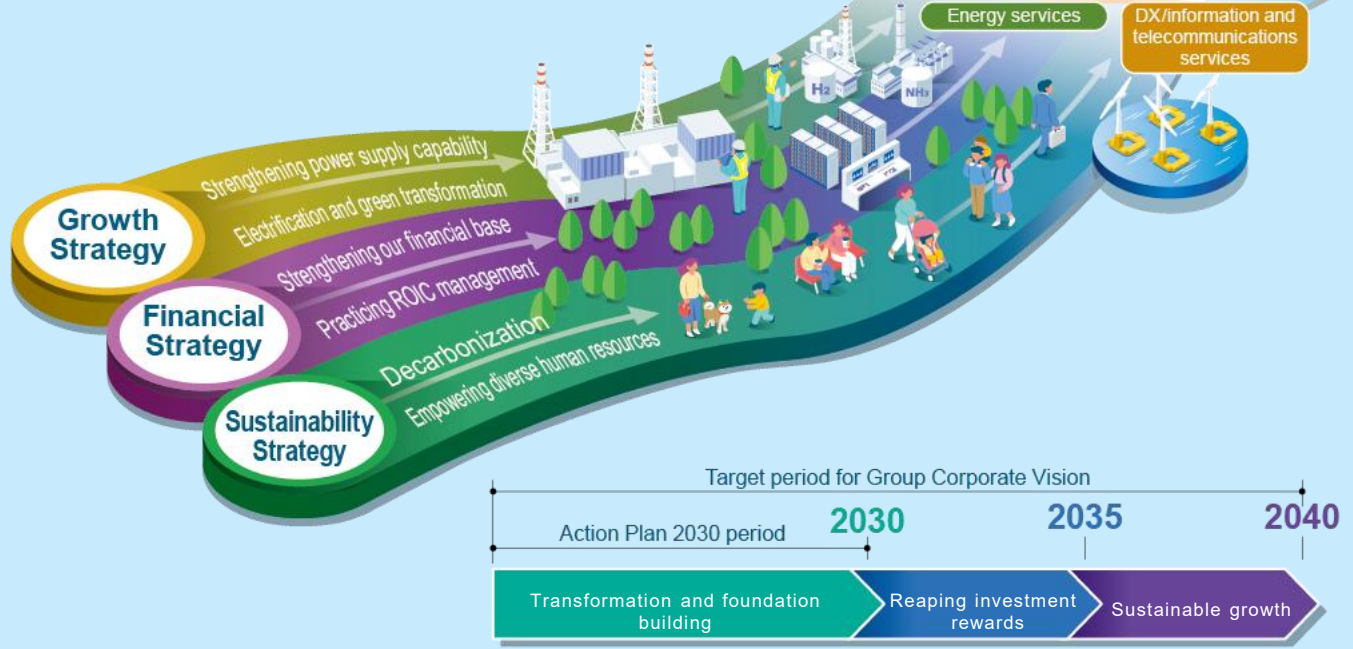 Energy services
DX/information and
telecommunications
services
H₂
NH₃
Strengthening power supply capability
Electrification and green transformation
Growth
Strategy
Strengthening our financial base
Practicing ROIC management
Financial
Strategy
Decarbonization
Empowering diverse human resources
Sustainability
Strategy
Target period for Group Corporate Vision
Action Plan 2030 period
2030
2035
2040
Transformation and foundation
building
Reaping investment
rewards
Sustainable growth